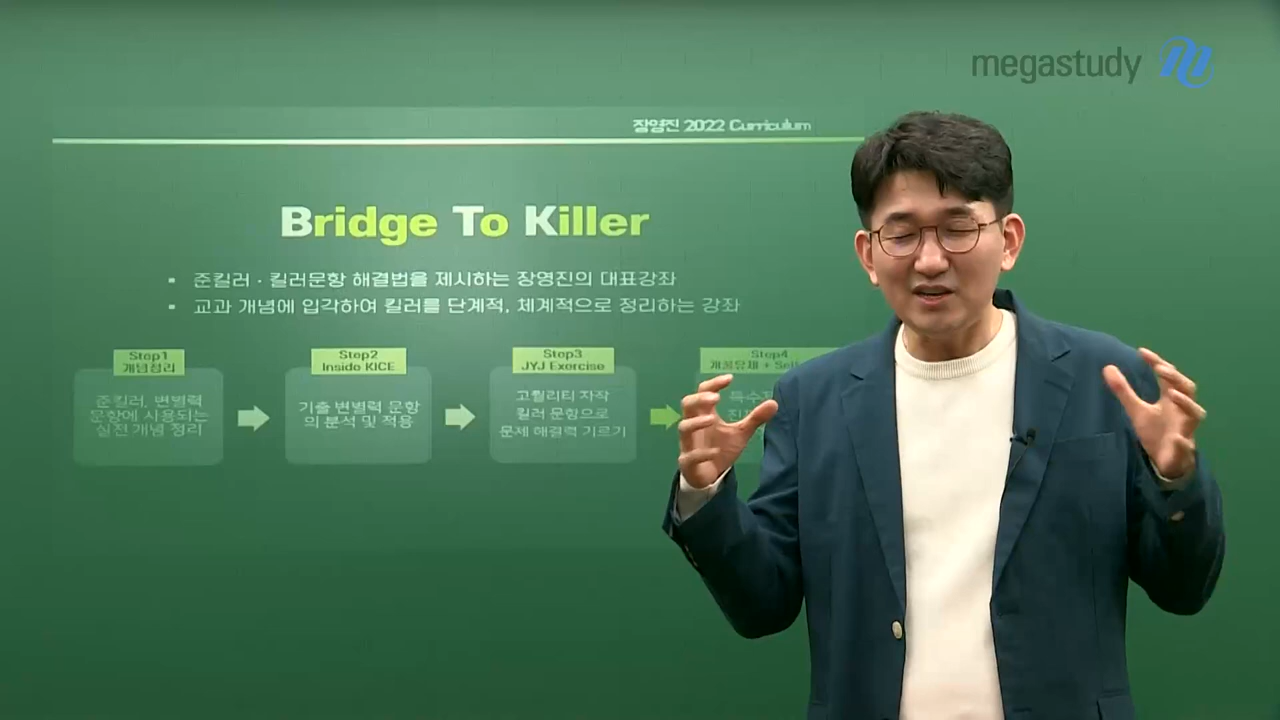 megastudy
장영진 2022 Curriculum
Bridge To Killer
▪ 준킬러 · 킬러문항 해결법을 제시하는 장영진의 대표강좌
▪ 교과 개념에 입각하여 킬러를 단계적, 체계적으로 정리하는 강좌
Step1
개념정리
준킬러, 변별력
문항에 사용되는
실전 개념 정리
Step2
Inside KICE
기출 변별력 문항
의 분석 및 적용
Step3
JYJ Exercise
고퀄리티 자작
킬러 문항으로
문제 해결력 기르기
Step4